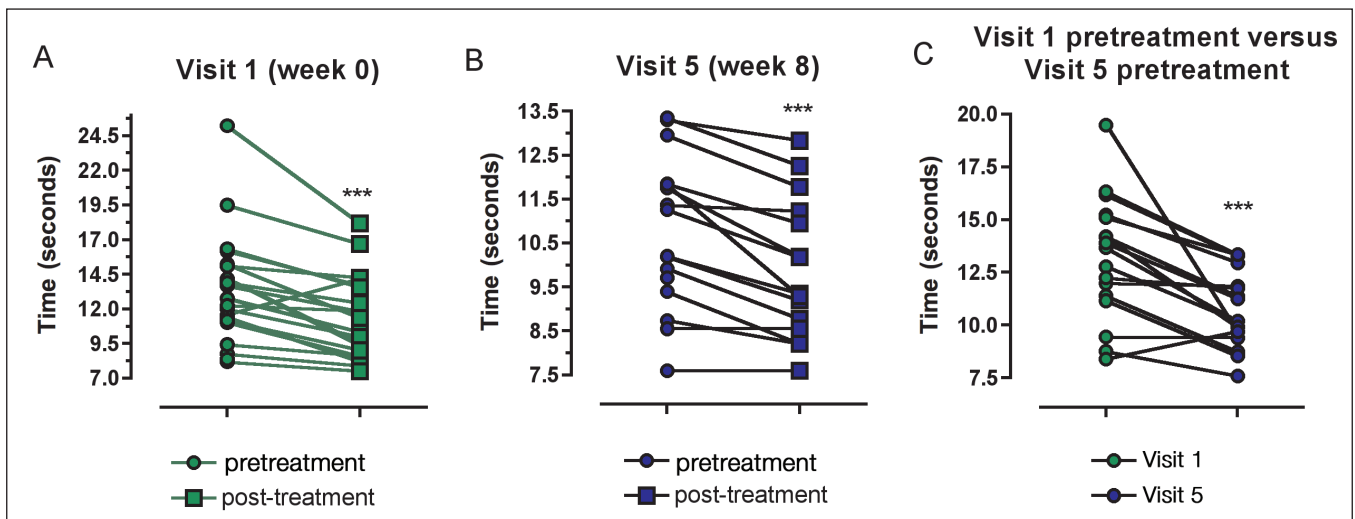 A
Visit 1 (week 0)
Time (seconds)
24.5
22.0
19.5
17.0
14.5
12.0
9.5
7.0
***
pretreatment
post-treatment
B
Visit 5 (week 8)
Time (seconds)
13.5
12.5
11.5
10.5
9.5
8.5
7.5
***
pretreatment
post-treatment
C
Visit 1 pretreatment versus
Visit 5 pretreatment
Time (seconds)
20.0
17.5
15.0
12.5
10.0
7.5
***
Visit 1
Visit 5